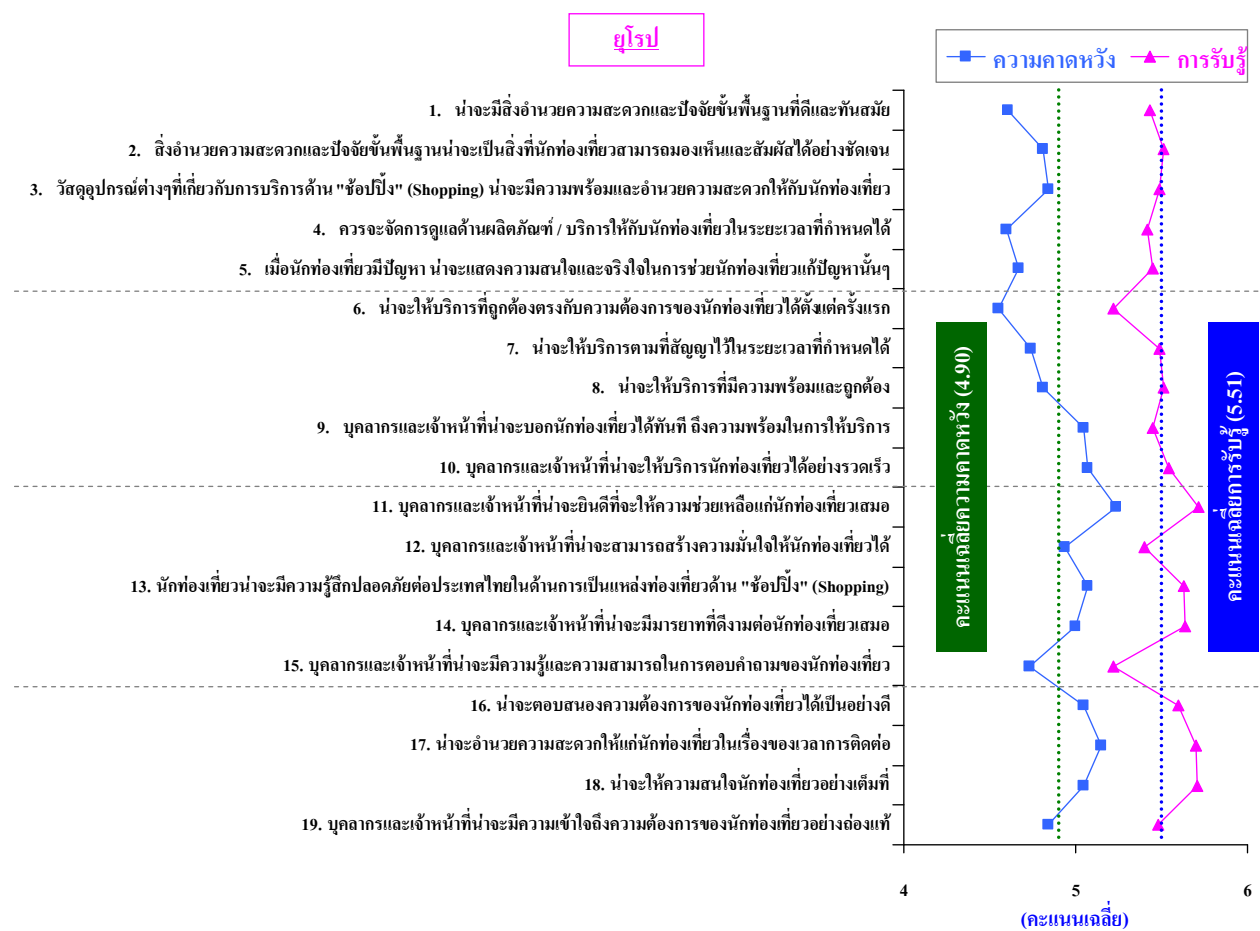 ยุโรป
ความคาดหวัง การรับรู้
1. น่าจะมีสิ่งอำนวยความสะดวกและปัจจัยขั้นพื้นฐานที่ดีและทันสมัย
2. สิ่งอำนวยความสะดวกและปัจจัยขั้นพื้นฐานน่าจะเป็นสิ่งที่นักท่องเที่ยวสามารถมองเห็นและสัมผัสได้อย่างชัดเจน
3. วัสดุอุปกรณ์ต่างๆที่เกี่ยวกับการบริการด้าน "ช้อปปิ้ง" (Shopping) น่าจะมีความพร้อมและอำนวยความสะดวกให้กับนักท่องเที่ยว
4. ควรจะจัดการดูแลด้านผลิตภัณฑ์ / บริการให้กับนักท่องเที่ยวในระยะเวลาที่กำหนดได้
5. เมื่อนักท่องเที่ยวมีปัญหา น่าจะแสดงความสนใจและจริงใจในการช่วยนักท่องเที่ยวแก้ปัญหานั้นๆ
6. น่าจะให้บริการที่ถูกต้องตรงกับความต้องการของนักท่องเที่ยวได้ตั้งแต่ครั้งแรก
7. น่าจะให้บริการตามที่สัญญาไว้ในระยะเวลาที่กำหนดได้
8. น่าจะให้บริการที่มีความพร้อมและถูกต้อง
9. บุคลากรและเจ้าหน้าที่น่าจะบอกนักท่องเที่ยวได้ทันที ถึงความพร้อมในการให้บริการ
10. บุคลากรและเจ้าหน้าที่น่าจะให้บริการนักท่องเที่ยวได้อย่างรวดเร็ว
11. บุคลากรและเจ้าหน้าที่น่าจะยินดีที่จะให้ความช่วยเหลือแก่นักท่องเที่ยวเสมอ
12. บุคลากรและเจ้าหน้าที่น่าจะสามารถสร้างความมั่นใจให้นักท่องเที่ยวได้
13. นักท่องเที่ยวน่าจะมีความรู้สึกปลอดภัยต่อประเทศไทยในด้านการเป็นแหล่งท่องเที่ยวด้าน "ช้อปปิ้ง" (Shopping)
14. บุคลากรและเจ้าหน้าที่น่าจะมีมารยาทที่ดีงามต่อนักท่องเที่ยวเสมอ
15. บุคลากรและเจ้าหน้าที่น่าจะมีความรู้และความสามารถในการตอบคำถามของนักท่องเที่ยว
16. น่าจะตอบสนองความต้องการของนักท่องเที่ยวได้เป็นอย่างดี
17. น่าจะอำนวยความสะดวกให้แก่นักท่องเที่ยวในเรื่องของเวลาการติดต่อ
18. น่าจะให้ความสนใจนักท่องเที่ยวอย่างเต็มที่
19. บุคลากรและเจ้าหน้าที่น่าจะมีความเข้าใจถึงความต้องการของนักท่องเที่ยวอย่างถ่องแท้
คะแนนเฉลี่ยความคาดหวัง (4.90)
คะแนนเฉลี่ยการรับรู้ (5.51)
4 5 6
(คะแนนเฉลี่ย)